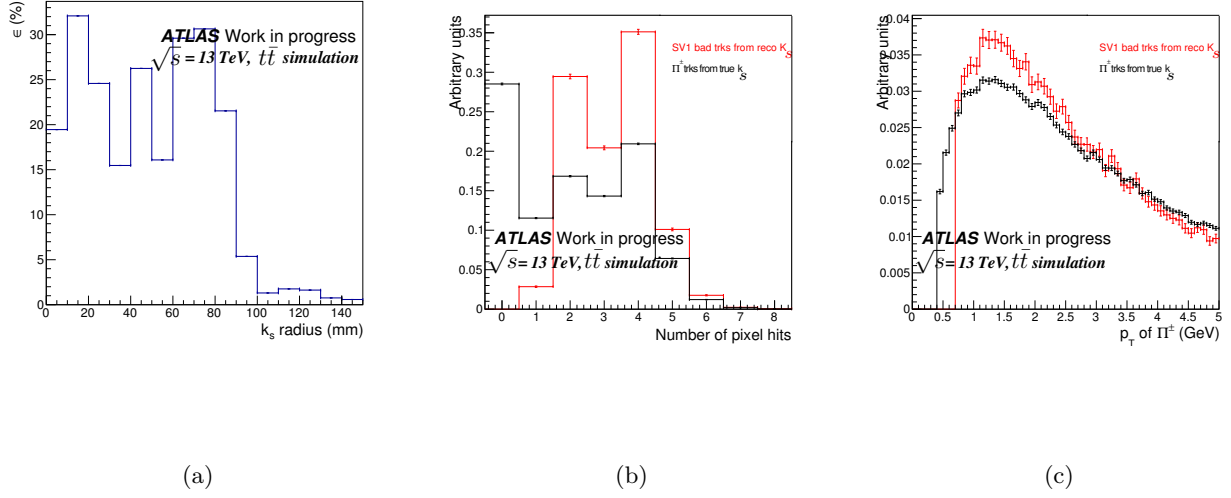 ϵ (%)
30
25
20
15
10
5
0
ATLAS Work in progress
√s = 13 TeV, tt̄ simulation
0 20 40 60 80 100 120 140
k_s radius (mm)
(a)
Arbitrary units
0.35
0.3
0.25
0.2
0.15
0.1
0.05
0
SV1 bad trks from reco K_s
Π± trks from true k_s
ATLAS Work in progress
√s = 13 TeV, tt̄ simulation
0 1 2 3 4 5 6 7 8
Number of pixel hits
(b)
Arbitrary units
0.04
0.035
0.03
0.025
0.02
0.015
0.01
0.005
0
SV1 bad trks from reco K_s
Π± trks from true k_s
ATLAS Work in progress
√s = 13 TeV, tt̄ simulation
0 0.5 1 1.5 2 2.5 3 3.5 4 4.5 5
p_T of Π± (GeV)
(c)